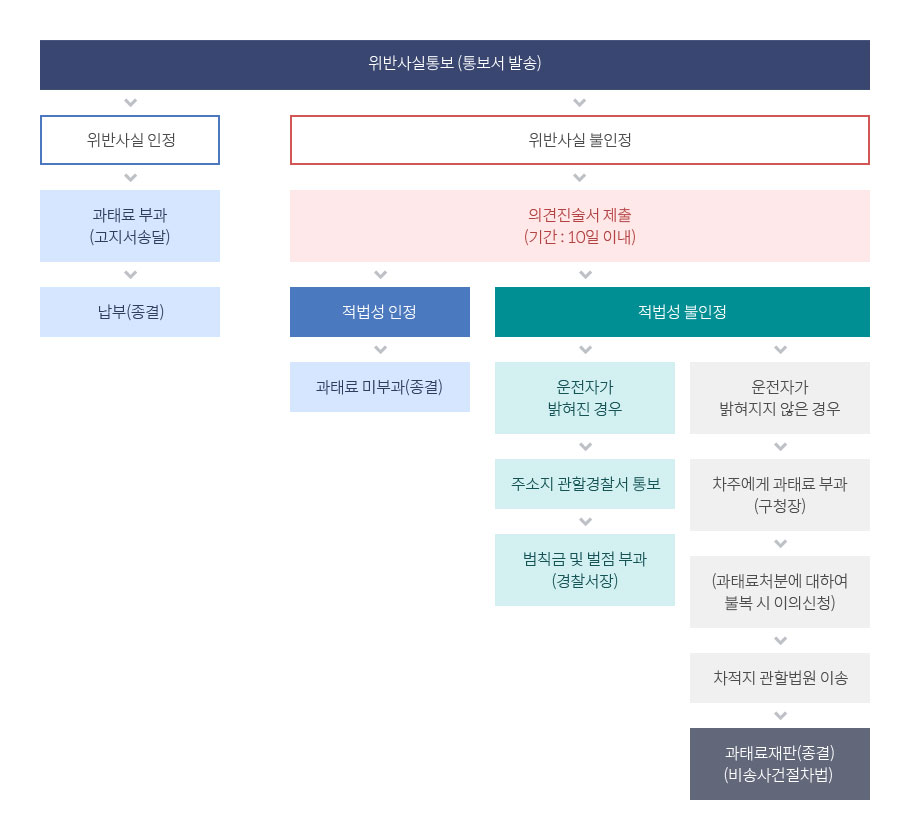 위반사실통보 (통보서 발송)
위반사실 인정
과태료 부과
(고지서송달)
납부(종결)
위반사실 불인정
의견진술서 제출
(기간 : 10일 이내)
적법성 인정
과태료 미부과(종결)
적법성 불인정
운전자가
밝혀진 경우
주소지 관할경찰서 통보
범칙금 및 벌점 부과
(경찰서장)
운전자가
밝혀지지 않은 경우
차주에게 과태료 부과
(구청장)
(과태료처분에 대하여
불복 시 이의신청)
차적지 관할법원 이송
과태료재판(종결)
(비송사건절차법)